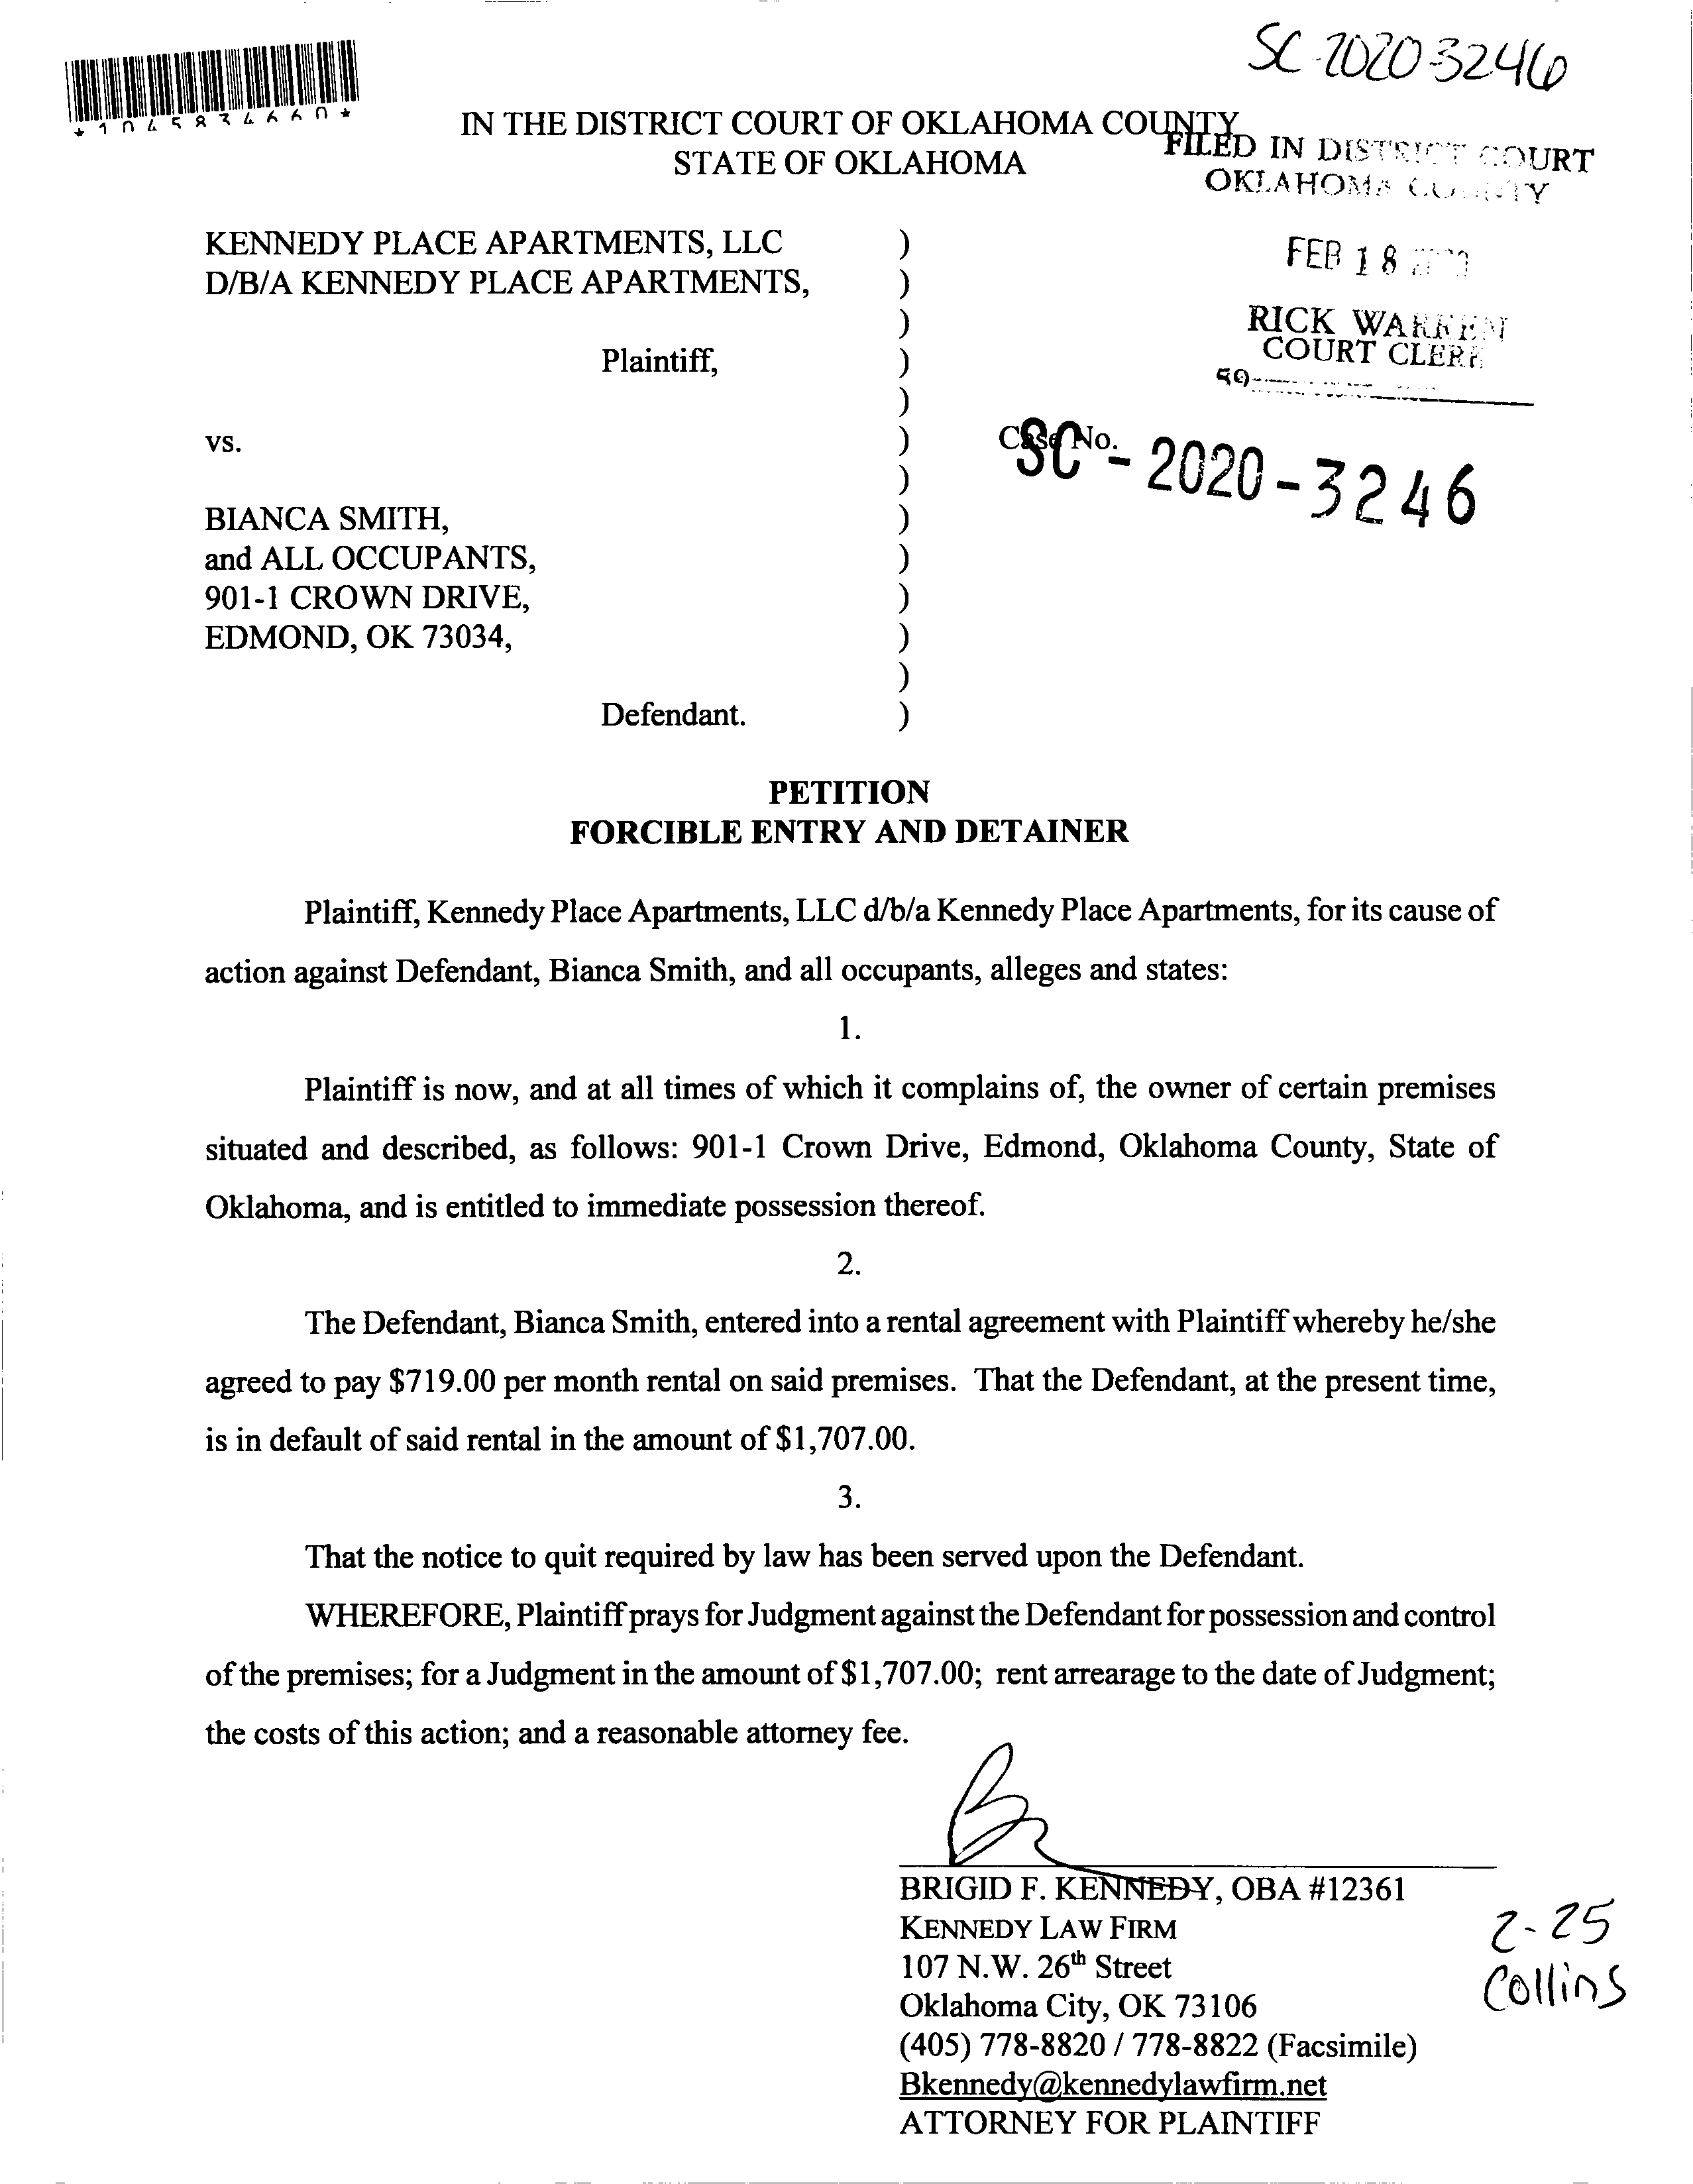 SC-2020-3246
*1045834660*
IN THE DISTRICT COURT OF OKLAHOMA COUNTY
STATE OF OKLAHOMA
FILED IN DISTRICT COURT
OKLAHOMA COUNTY
KENNEDY PLACE APARTMENTS, LLC )
D/B/A KENNEDY PLACE APARTMENTS, )
FEB 18
)
RICK WARREN
COURT CLERK
Plaintiff, )
)
vs. )
Case No.
SC - 2020 - 3246
)
BIANCA SMITH, )
and ALL OCCUPANTS, )
901-1 CROWN DRIVE, )
EDMOND, OK 73034, )
)
Defendant. )
PETITION
FORCIBLE ENTRY AND DETAINER
Plaintiff, Kennedy Place Apartments, LLC d/b/a Kennedy Place Apartments, for its cause of
action against Defendant, Bianca Smith, and all occupants, alleges and states:
1.
Plaintiff is now, and at all times of which it complains of, the owner of certain premises
situated and described, as follows: 901-1 Crown Drive, Edmond, Oklahoma County, State of
Oklahoma, and is entitled to immediate possession thereof.
2.
The Defendant, Bianca Smith, entered into a rental agreement with Plaintiff whereby he/she
agreed to pay $719.00 per month rental on said premises. That the Defendant, at the present time,
is in default of said rental in the amount of $1,707.00.
3.
That the notice to quit required by law has been served upon the Defendant.
WHEREFORE, Plaintiff prays for Judgment against the Defendant for possession and control
of the premises; for a Judgment in the amount of $1,707.00; rent arrearage to the date of Judgment;
the costs of this action; and a reasonable attorney fee.
BRIGID F. KENNEDY, OBA #12361
KENNEDY LAW FIRM
107 N.W. 26th Street
Oklahoma City, OK 73106
(405) 778-8820 / 778-8822 (Facsimile)
Bkennedy@kennedylawfirm.net
ATTORNEY FOR PLAINTIFF
2-25
Collins